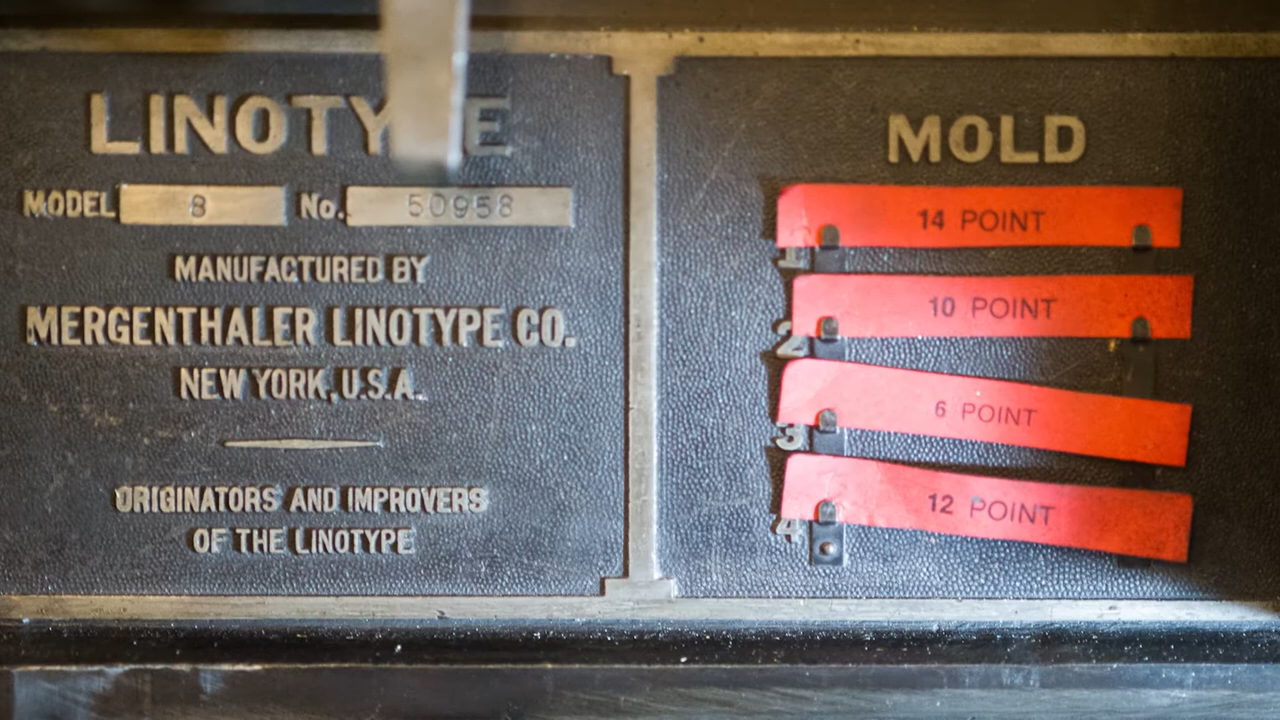 LINOTYPE
MODEL 8 No. 50958
MANUFACTURED BY
MERGENTHALER LINOTYPE CO.
NEW YORK, U.S.A.
ORIGINATORS AND IMPROVERS
OF THE LINOTYPE
MOLD
14 POINT
1
10 POINT
2
6 POINT
3
12 POINT
4